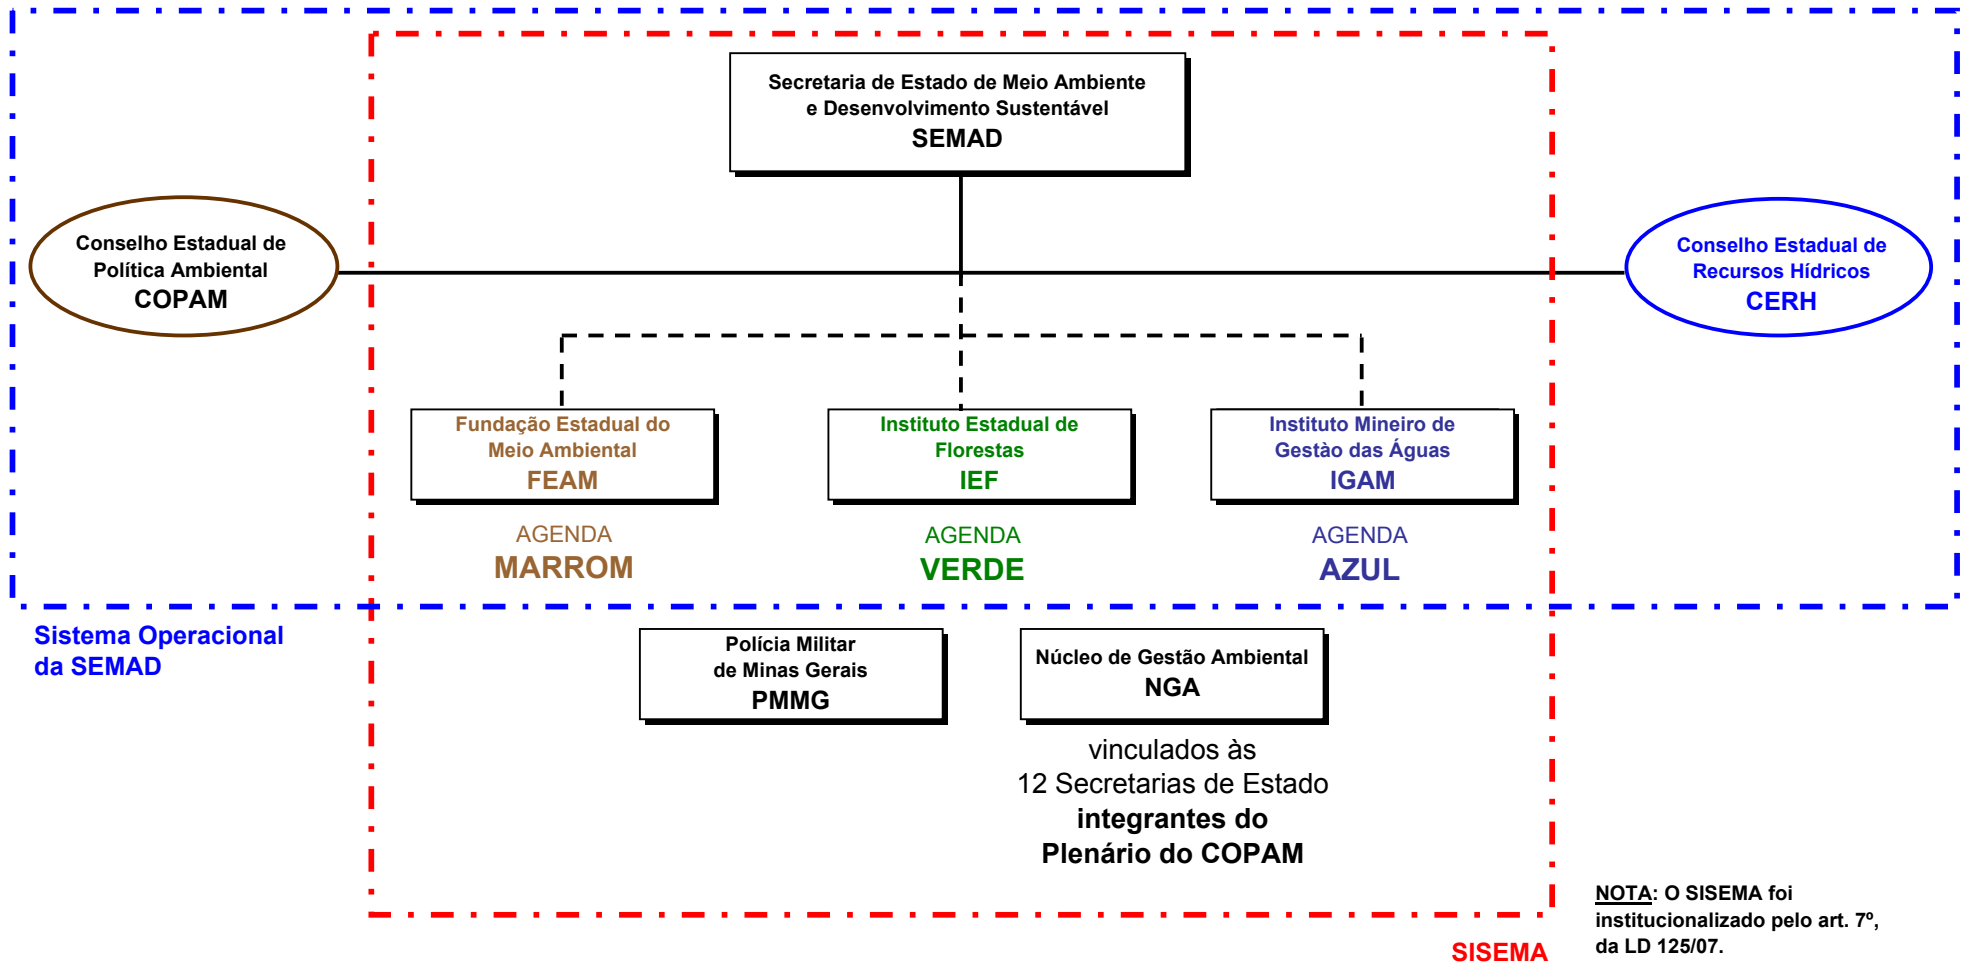 Secretaria de Estado de Meio Ambiente
e Desenvolvimento Sustentável
SEMAD
Conselho Estadual de
Política Ambiental
COPAM
Conselho Estadual de
Recursos Hídricos
CERH
Fundação Estadual do
Meio Ambiental
FEAM
Instituto Estadual de
Florestas
IEF
Instituto Mineiro de
Gestào das Águas
IGAM
AGENDA
MARROM
AGENDA
VERDE
AGENDA
AZUL
Sistema Operacional
da SEMAD
Polícia Militar
de Minas Gerais
PMMG
Núcleo de Gestão Ambiental
NGA
vinculados às
12 Secretarias de Estado
integrantes do
Plenário do COPAM
NOTA: O SISEMA foi
institucionalizado pelo art. 7º,
da LD 125/07.
SISEMA